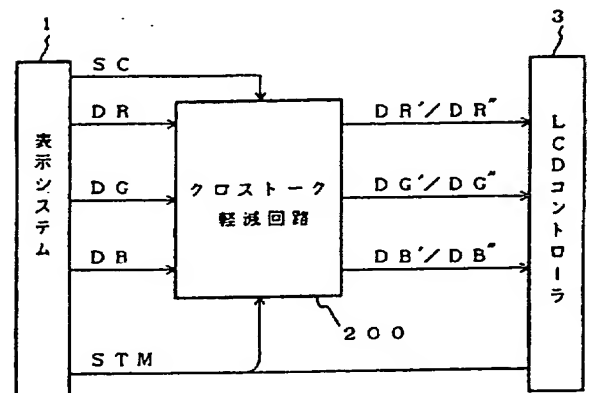 1
3
SC
DR
DR′/DR″
DG
DG′/DG″
DB
DB′/DB″
STM
200
表示システム
クロストーク
軽減回路
LCDコントローラ